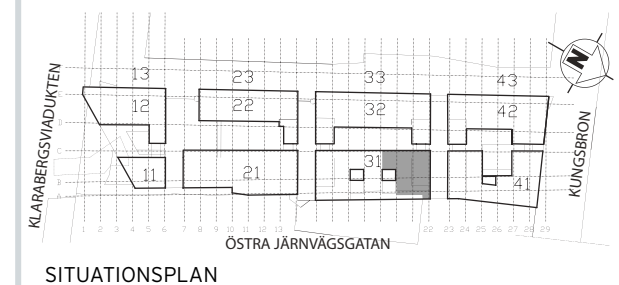 13 23 33 43
12 22 32 42
N
KLARABERGSVIADUKTEN
KUNGSBRON
E
D
C
B
A
11 21 31 41
1 2 3 4 5 6 7 8 9 10 11 12 13 22 23 24 25 26 27 28 29
ÖSTRA JÄRNVÄGSGATAN
SITUATIONSPLAN